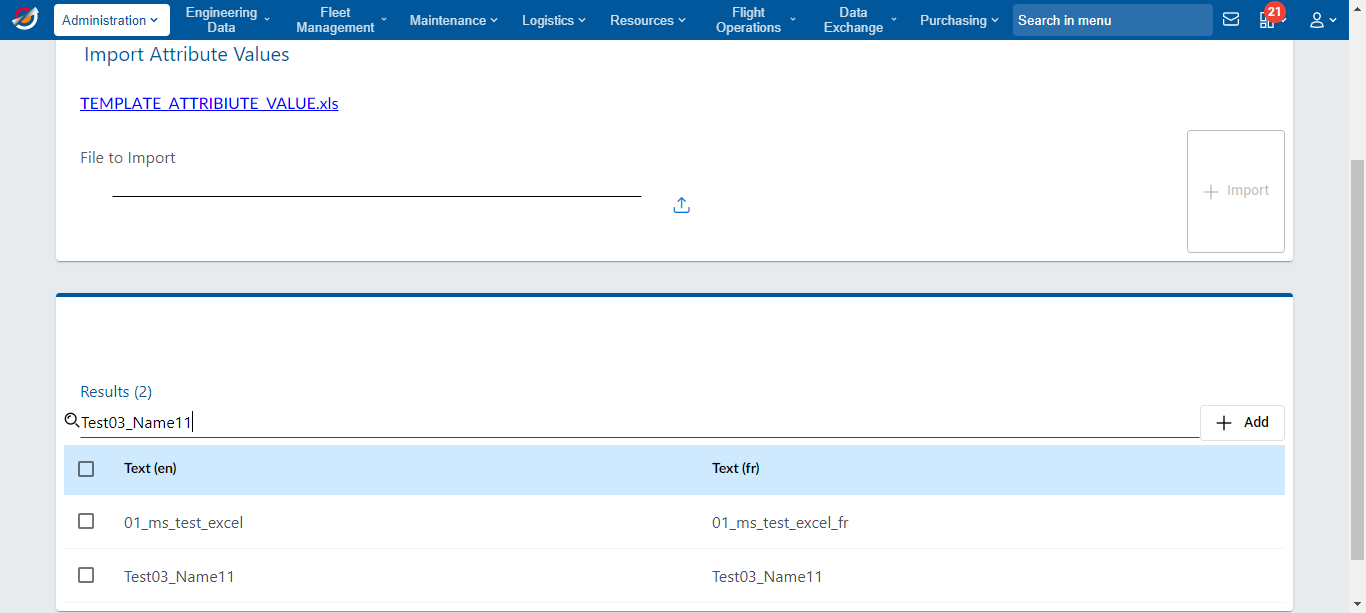 Administration
Engineering Data
Fleet Management
Maintenance
Logistics
Resources
Flight Operations
Data Exchange
Purchasing
Search in menu
21
Import Attribute Values
TEMPLATE_ATTRIBIUTE_VALUE.xls
File to Import
Import
Results (2)
Test03_Name11
Add
Text (en) Text (fr)
01_ms_test_excel 01_ms_test_excel_fr
Test03_Name11 Test03_Name11